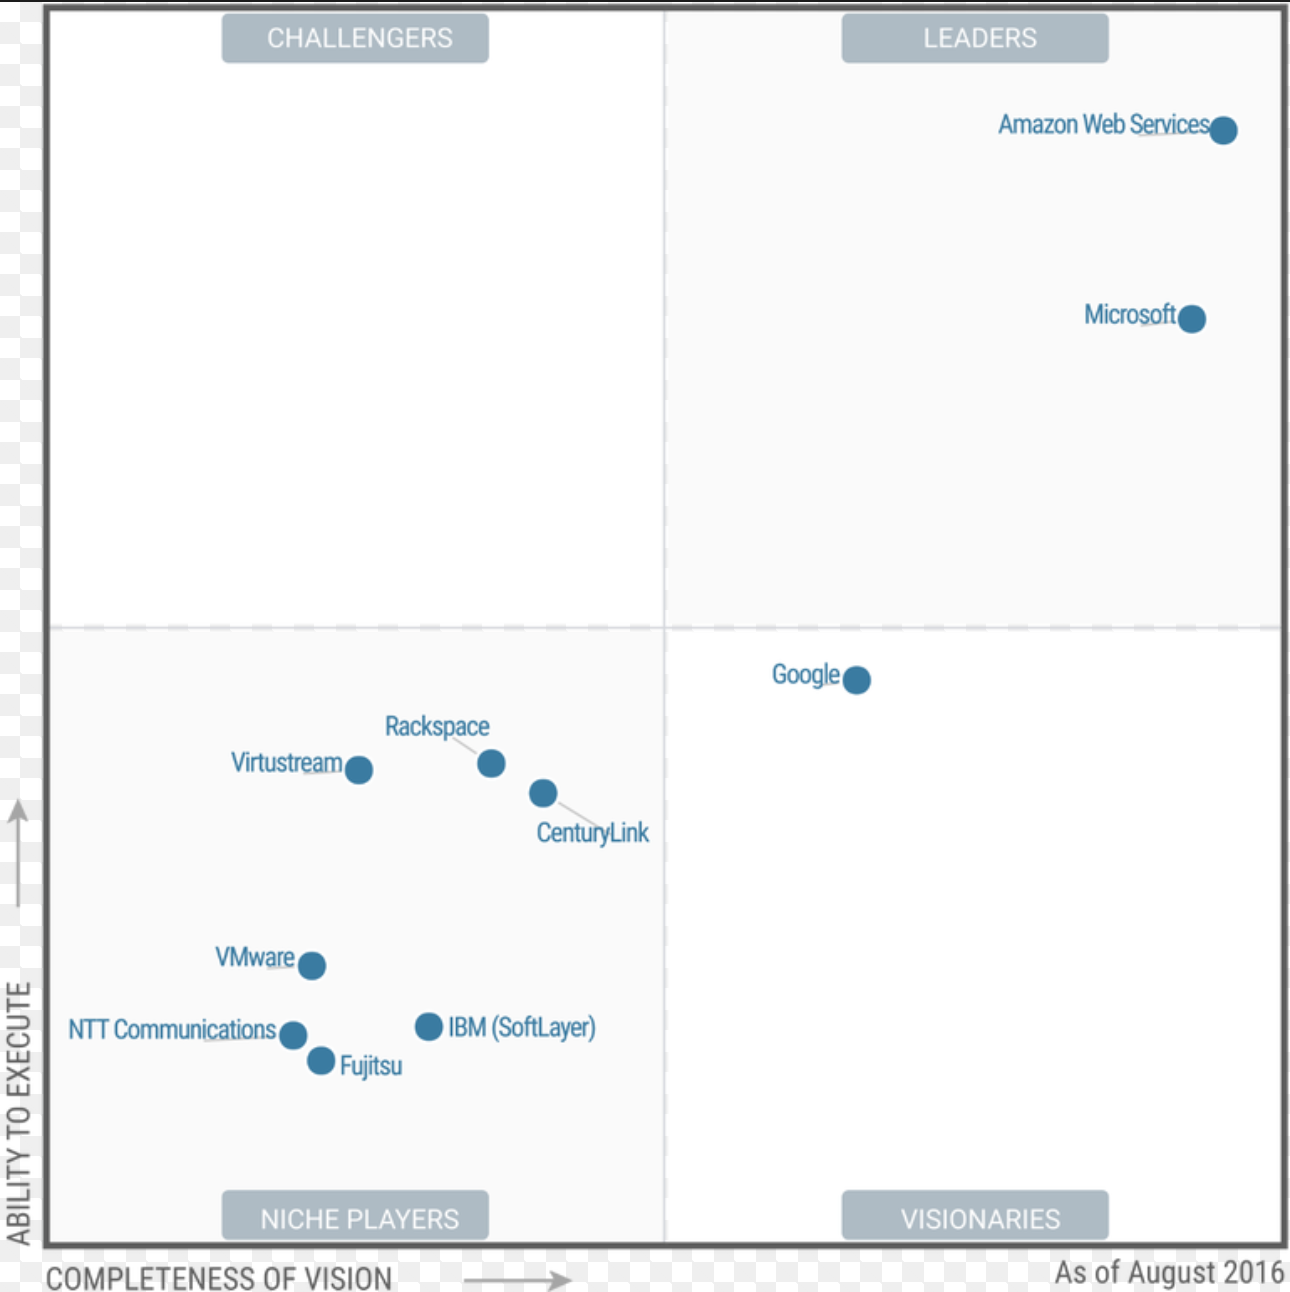 CHALLENGERS
LEADERS
Amazon Web Services
Microsoft
Google
Rackspace
Virtustream
CenturyLink
VMware
NTT Communications
IBM (SoftLayer)
Fujitsu
ABILITY TO EXECUTE
NICHE PLAYERS
VISIONARIES
COMPLETENESS OF VISION
As of August 2016